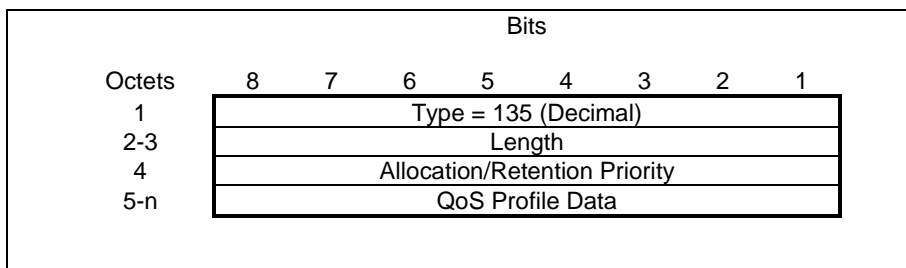 Bits
Octets 8 7 6 5 4 3 2 1
1 Type = 135 (Decimal)
2-3 Length
4 Allocation/Retention Priority
5-n QoS Profile Data